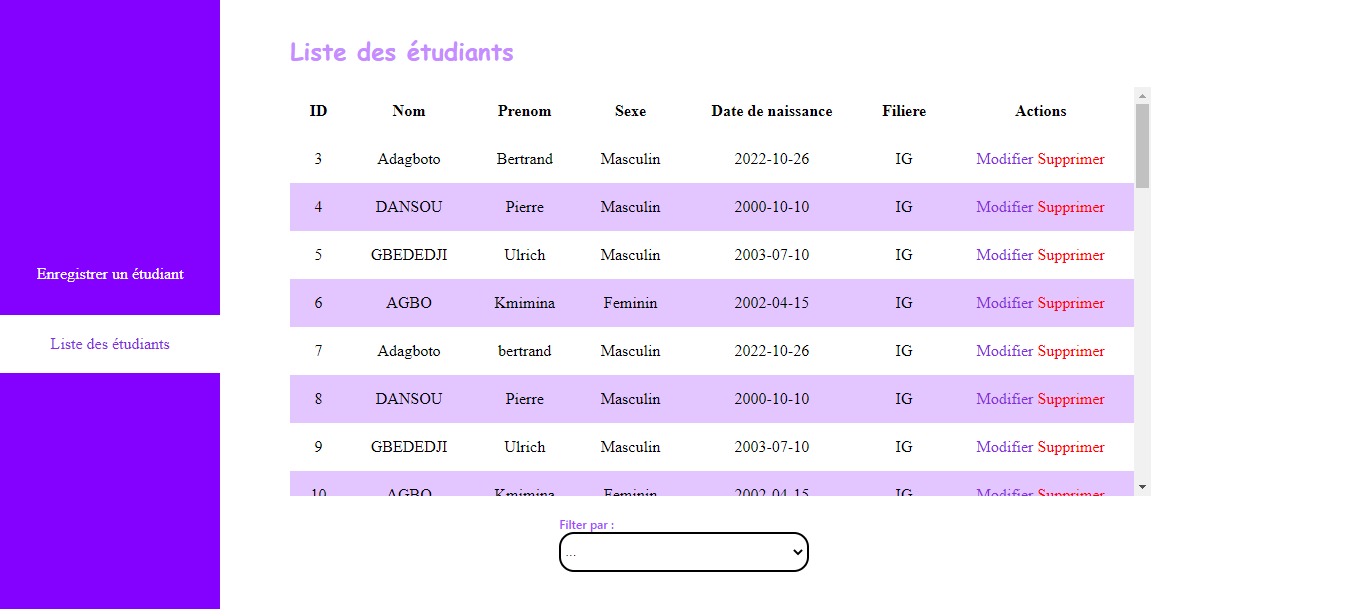 Liste des étudiants
ID Nom Prenom Sexe Date de naissance Filiere Actions
3 Adagboto Bertrand Masculin 2022-10-26 IG Modifier Supprimer
4 DANSOU Pierre Masculin 2000-10-10 IG Modifier Supprimer
5 GBEDEDJI Ulrich Masculin 2003-07-10 IG Modifier Supprimer
6 AGBO Kmimina Feminin 2002-04-15 IG Modifier Supprimer
7 Adagboto bertrand Masculin 2022-10-26 IG Modifier Supprimer
8 DANSOU Pierre Masculin 2000-10-10 IG Modifier Supprimer
9 GBEDEDJI Ulrich Masculin 2003-07-10 IG Modifier Supprimer
10 AGBO Kmimina Feminin 2002-04-15 IG Modifier Supprimer
Enregistrer un étudiant
Liste des étudiants
Filter par :
...